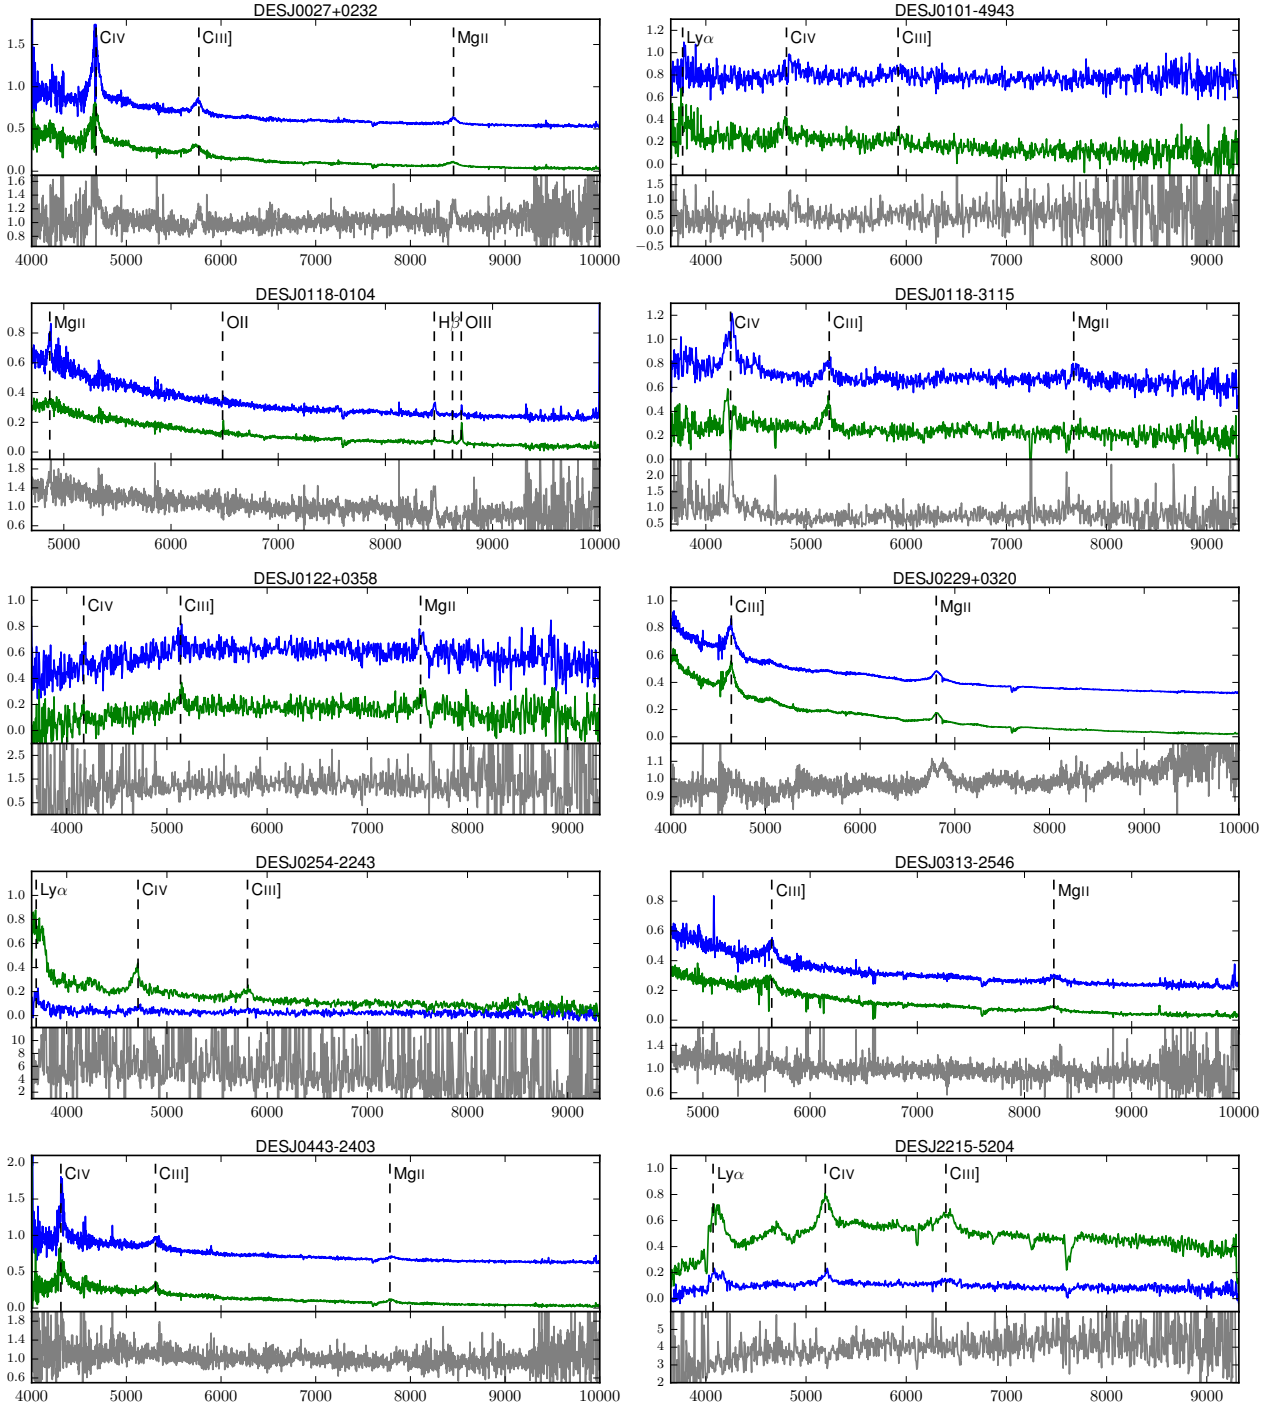 DESJ0027+0232
CIV
CIII]
MgII
1.5
1.0
0.5
0.0
1.6
1.4
1.2
1.0
0.8
4000 5000 6000 7000 8000 9000 10000
DESJ0101-4943
Lyα
CIV
CIII]
1.2
1.0
0.8
0.6
0.4
0.2
0.0
1.5
1.0
0.5
0.0
−0.5
4000 5000 6000 7000 8000 9000
DESJ0118-0104
MgII
OII
Hβ
OIII
0.8
0.6
0.4
0.2
0.0
1.8
1.4
1.0
0.6
5000 6000 7000 8000 9000 10000
DESJ0118-3115
CIV
CIII]
MgII
1.2
1.0
0.8
0.6
0.4
0.2
0.0
2.0
1.5
1.0
0.5
4000 5000 6000 7000 8000 9000
DESJ0122+0358
CIV
CIII]
MgII
1.0
0.8
0.6
0.4
0.2
0.0
2.5
1.5
0.5
4000 5000 6000 7000 8000 9000
DESJ0229+0320
CIII]
MgII
1.0
0.8
0.6
0.4
0.2
0.0
1.1
1.0
0.9
4000 5000 6000 7000 8000 9000 10000
DESJ0254-2243
Lyα
CIV
CIII]
1.0
0.8
0.6
0.4
0.2
0.0
10
8
6
4
2
4000 5000 6000 7000 8000 9000
DESJ0313-2546
CIII]
MgII
0.8
0.6
0.4
0.2
0.0
1.4
1.0
0.6
5000 6000 7000 8000 9000 10000
DESJ0443-2403
CIV
CIII]
MgII
2.0
1.5
1.0
0.5
0.0
1.8
1.4
1.0
0.6
4000 5000 6000 7000 8000 9000 10000
DESJ2215-5204
Lyα
CIV
CIII]
1.0
0.8
0.6
0.4
0.2
0.0
5
4
3
2
4000 5000 6000 7000 8000 9000